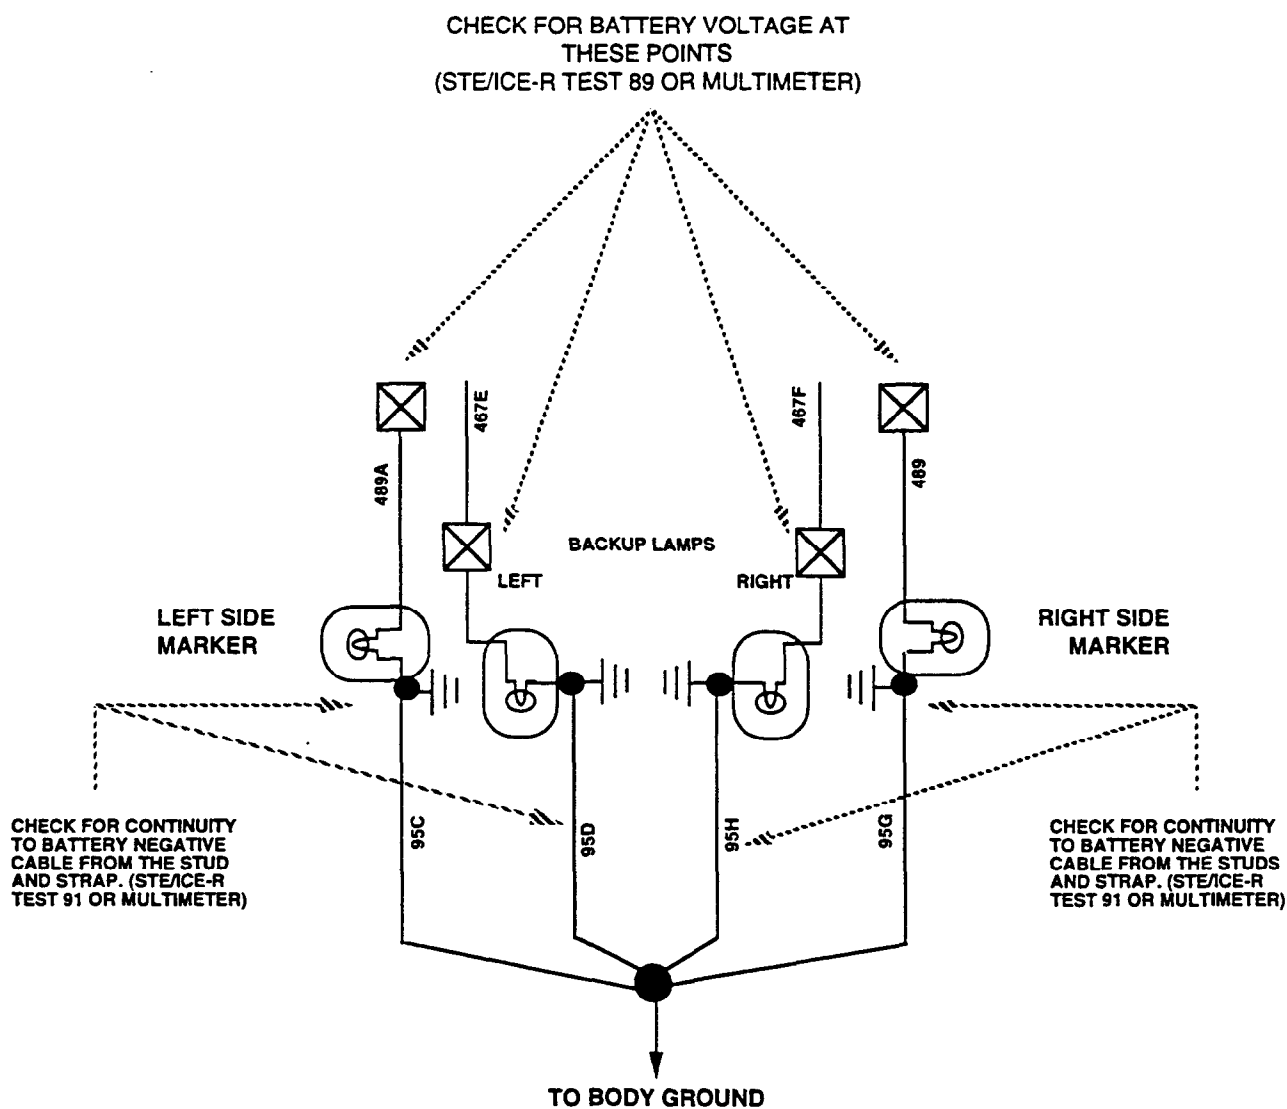 CHECK FOR BATTERY VOLTAGE AT
THESE POINTS
(STE/ICE-R TEST 89 OR MULTIMETER)
467E
467F
489A
489
BACKUP LAMPS
LEFT
RIGHT
LEFT SIDE
MARKER
RIGHT SIDE
MARKER
CHECK FOR CONTINUITY
TO BATTERY NEGATIVE
CABLE FROM THE STUD
AND STRAP. (STE/ICE-R
TEST 91 OR MULTIMETER)
95C
95D
95H
95G
CHECK FOR CONTINUITY
TO BATTERY NEGATIVE
CABLE FROM THE STUDS
AND STRAP. (STE/ICE-R
TEST 91 OR MULTIMETER)
TO BODY GROUND